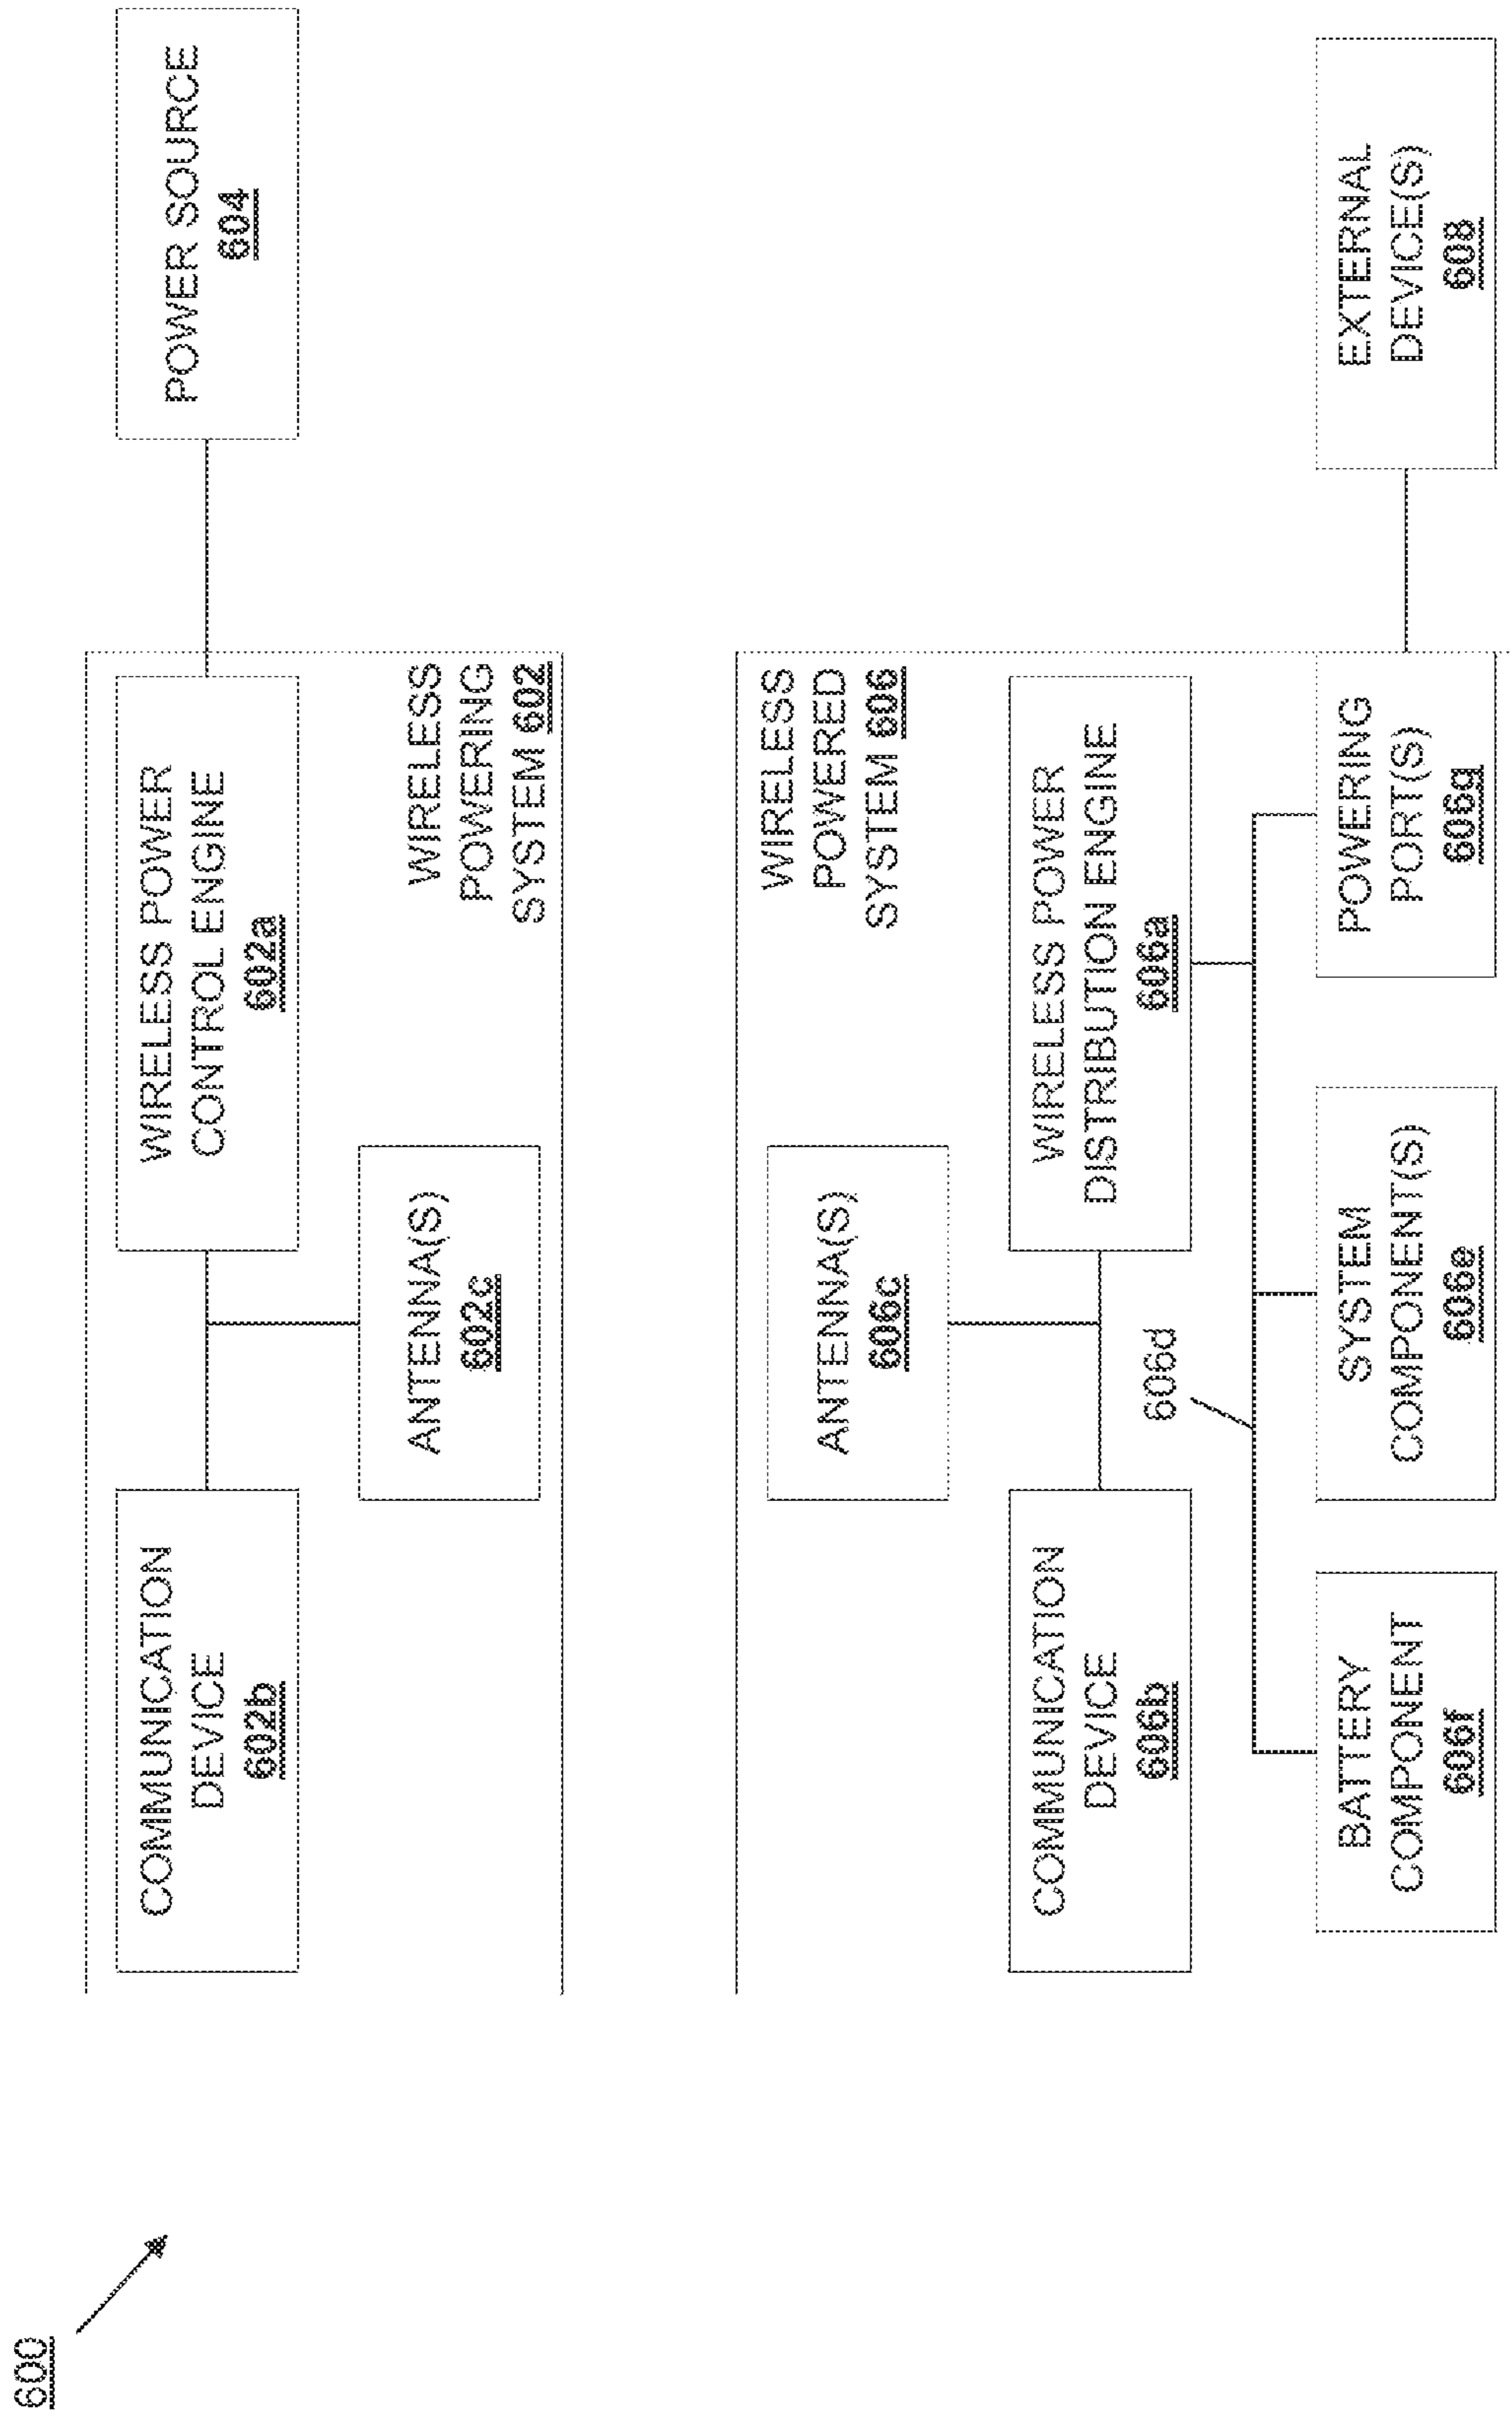 600
COMMUNICATION
DEVICE
602b
WIRELESS POWER
CONTROL ENGINE
602a
POWER SOURCE
604
ANTENNA(S)
602c
WIRELESS
POWERING
SYSTEM 602
WIRELESS
POWERED
SYSTEM 606
ANTENNA(S)
606c
COMMUNICATION
DEVICE
606b
WIRELESS POWER
DISTRIBUTION ENGINE
606a
606d
BATTERY
COMPONENT
606f
SYSTEM
COMPONENT(S)
606e
POWERING
PORT(S)
606g
EXTERNAL
DEVICE(S)
608